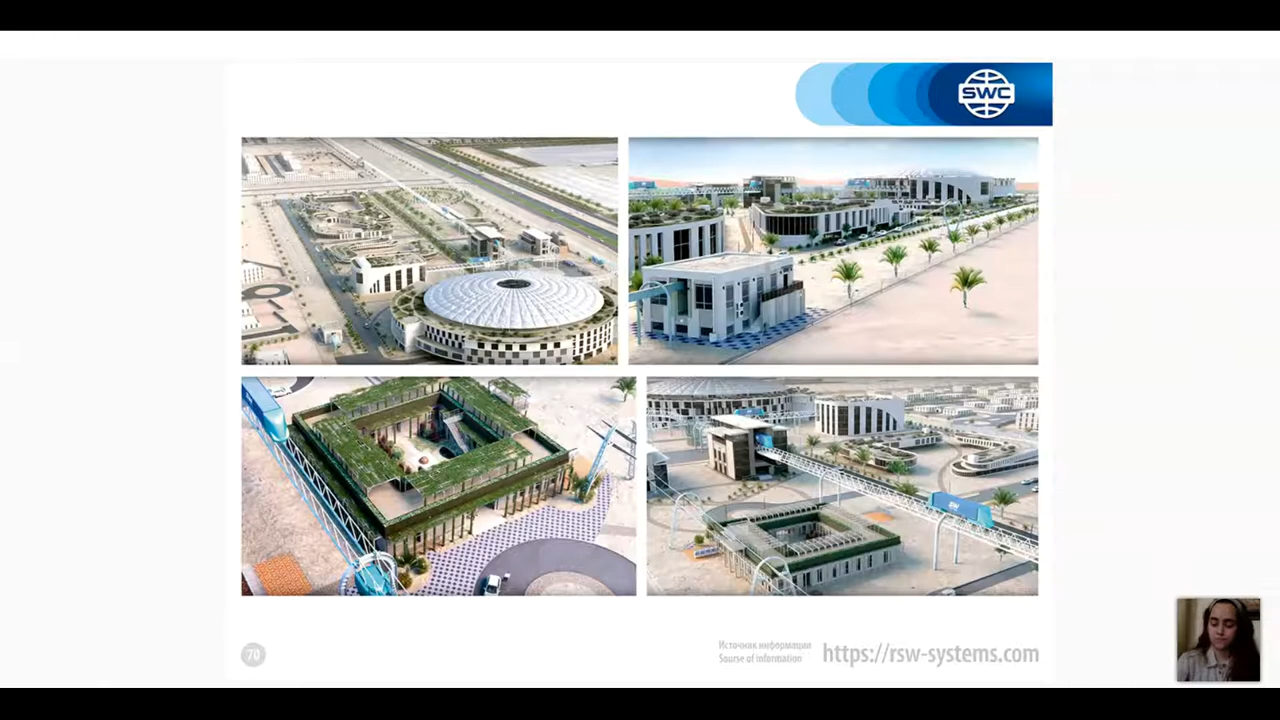 SWC
70
Источник информации
Sourse of information
https://rsw-systems.com